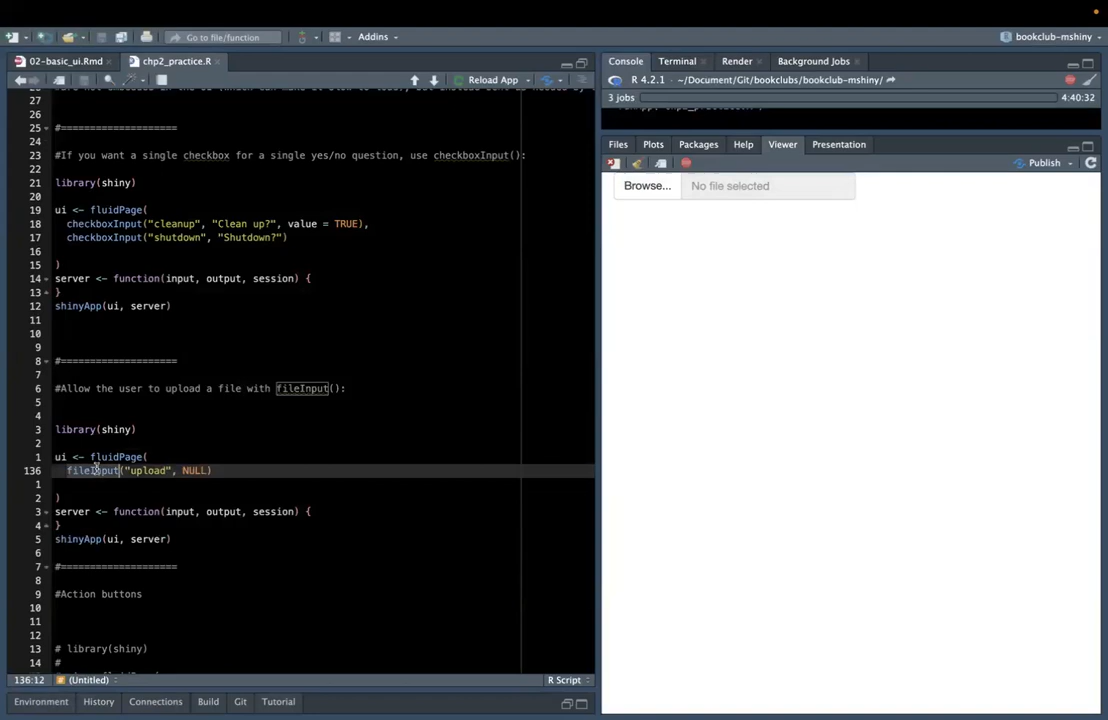 Go to file/function
Addins
bookclub-mshiny
02-basic_ui.Rmd
chp2_practice.R
Reload App
27
26
25 #====================
24
23 #If you want a single checkbox for a single yes/no question, use checkboxInput():
22
21 library(shiny)
20
19 ui <- fluidPage(
18 checkboxInput("cleanup", "Clean up?", value = TRUE),
17 checkboxInput("shutdown", "Shutdown?")
16
15 )
14 server <- function(input, output, session) {
13 }
12 shinyApp(ui, server)
11
10
9
8 #====================
7
6 #Allow the user to upload a file with fileInput():
5
4
3 library(shiny)
2
1 ui <- fluidPage(
136 fileInput("upload", NULL)
1
2 )
3 server <- function(input, output, session) {
4 }
5 shinyApp(ui, server)
6
7 #====================
8
9 #Action buttons
10
11
12
13 # library(shiny)
14 #
136:12 (Untitled) R Script
Environment History Connections Build Git Tutorial
Console Terminal Render Background Jobs
R 4.2.1 · ~/Document/Git/bookclubs/bookclub-mshiny/
3 jobs 4:40:32
Files Plots Packages Help Viewer Presentation
Publish
Browse... No file selected